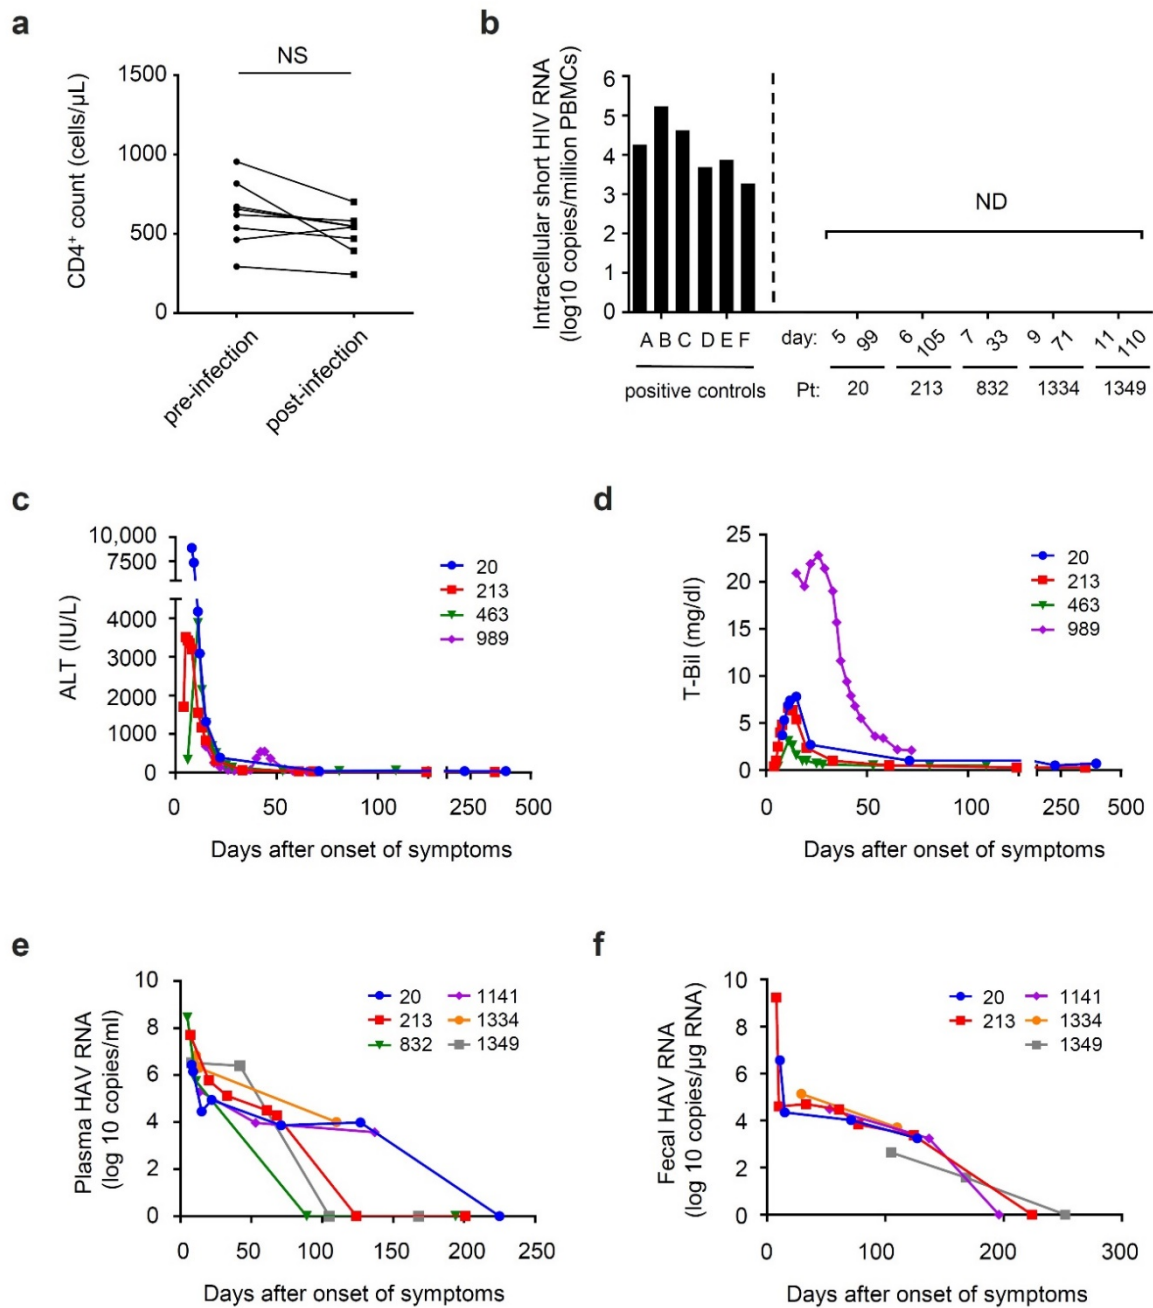 a
NS
CD4⁺ count (cells/µL)
1500
1000
500
0
pre-infection
post-infection
b
Intracellular short HIV RNA
(log10 copies/million PBMCs)
6
5
4
3
2
1
0
ND
A B C D E F
positive controls
day: 5 99 6 105 7 33 9 71 11 110
Pt: 20 213 832 1334 1349
c
ALT (IU/L)
10,000
7500
4000
3000
2000
1000
0
20
213
463
989
0 50 100 250 500
Days after onset of symptoms
d
T-Bil (mg/dl)
25
20
15
10
5
0
20
213
463
989
0 50 100 250 500
Days after onset of symptoms
e
Plasma HAV RNA
(log 10 copies/ml)
10
8
6
4
2
0
20 1141
213 1334
832 1349
0 50 100 150 200 250
Days after onset of symptoms
f
Fecal HAV RNA
(log 10 copies/µg RNA)
10
8
6
4
2
0
20 1141
213 1334
1349
0 100 200 300
Days after onset of symptoms